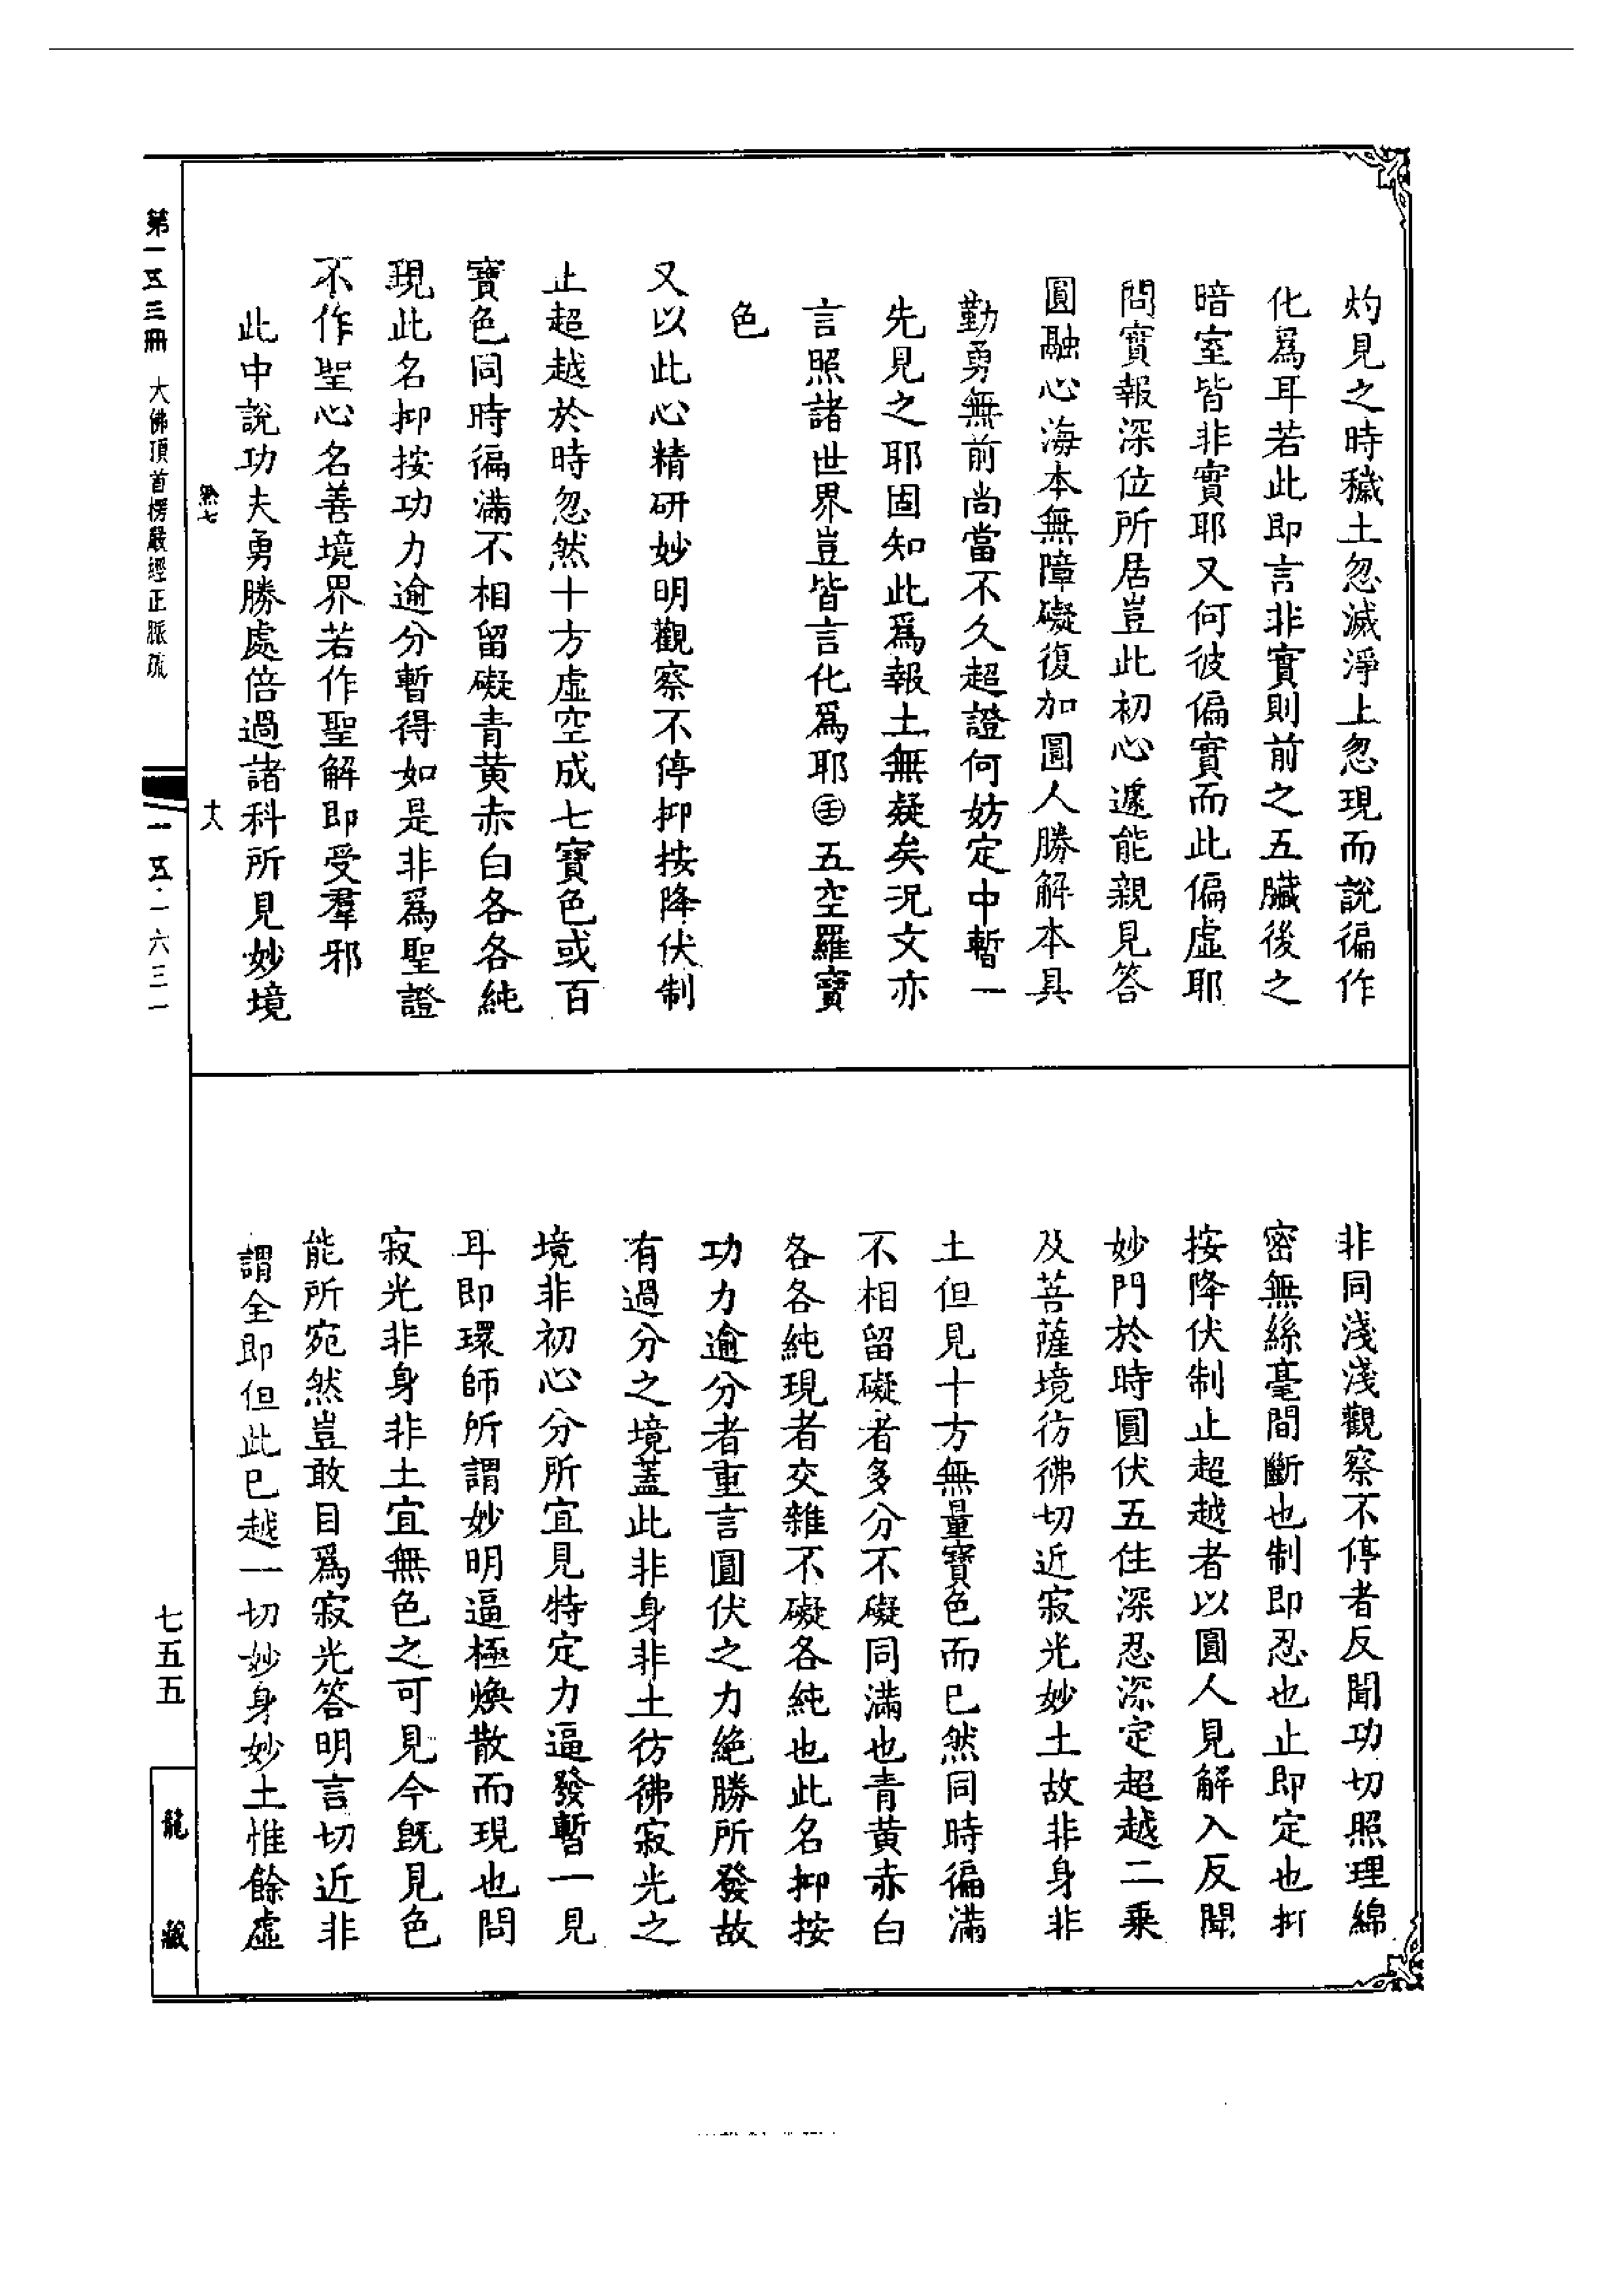 灼見之時穢土忽滅淨土忽現而說徧作
化爲耳若此即言非實則前之五臟後之
暗室皆非實耶又何彼偏實而此偏虛耶
問實報深位所居豈此初心遽能親見答
圓融心海本無障礙復加圓人勝解本具
勤勇無前尚當不久超證何妨定中暫一
先見之耶固知此爲報土無疑矣況文亦
言照諸世界豈皆言化爲耶㊄五空羅寶
色
又以此心精研妙明觀察不停抑按降伏制
止超越於時忽然十方虛空成七寶色或百
寶色同時徧滿不相留礙青黃赤白各各純
現此名抑按功力逾分暫得如是非爲聖證
不作聖心名善境界若作聖解即受羣邪
此中說功夫勇勝處倍過諸科所見妙境
非同淺淺觀察不停者反聞功切照理綿
密無絲毫間斷也制即忍也止即定也抑
按降伏制止超越者以圓人見解入反聞
妙門於時圓伏五住深忍深定超越二乘
及菩薩境彷彿切近寂光妙土故非身非
土但見十方無量寶色而已然同時徧滿
不相留礙者多分不礙同滿也青黃赤白
各各純現者交雜不礙各純也此名抑按
功力逾分者重言圓伏之力絕勝所發故
有過分之境蓋此非身非土彷彿寂光之
境非初心分所宜見特定力逼發暫一見
耳即環師所謂妙明逼極煥散而現也問
寂光非身非土宜無色之可見今旣見色
能所宛然豈敢目爲寂光答明言切近非
謂全即但此已越一切妙身妙土惟餘虛
㸃七
十八
第一五三冊 大佛頂首楞嚴經正脈疏
一五·一六三一
七五五
龍藏